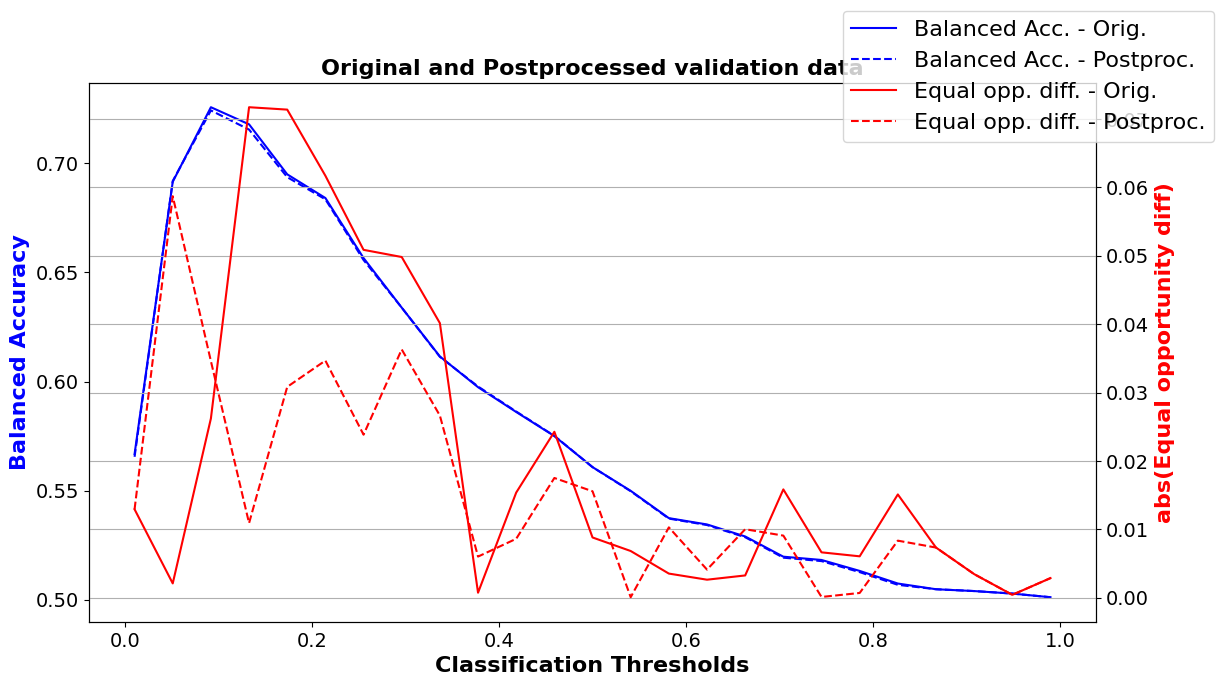 Balanced Acc. - Orig.
Balanced Acc. - Postproc.
Equal opp. diff. - Orig.
Equal opp. diff. - Postproc.
Original and Postprocessed validation data
Balanced Accuracy
0.70
0.65
0.60
0.55
0.50
0.06
0.05
0.04
0.03
0.02
0.01
0.00
abs(Equal opportunity diff)
0.0 0.2 0.4 0.6 0.8 1.0
Classification Thresholds